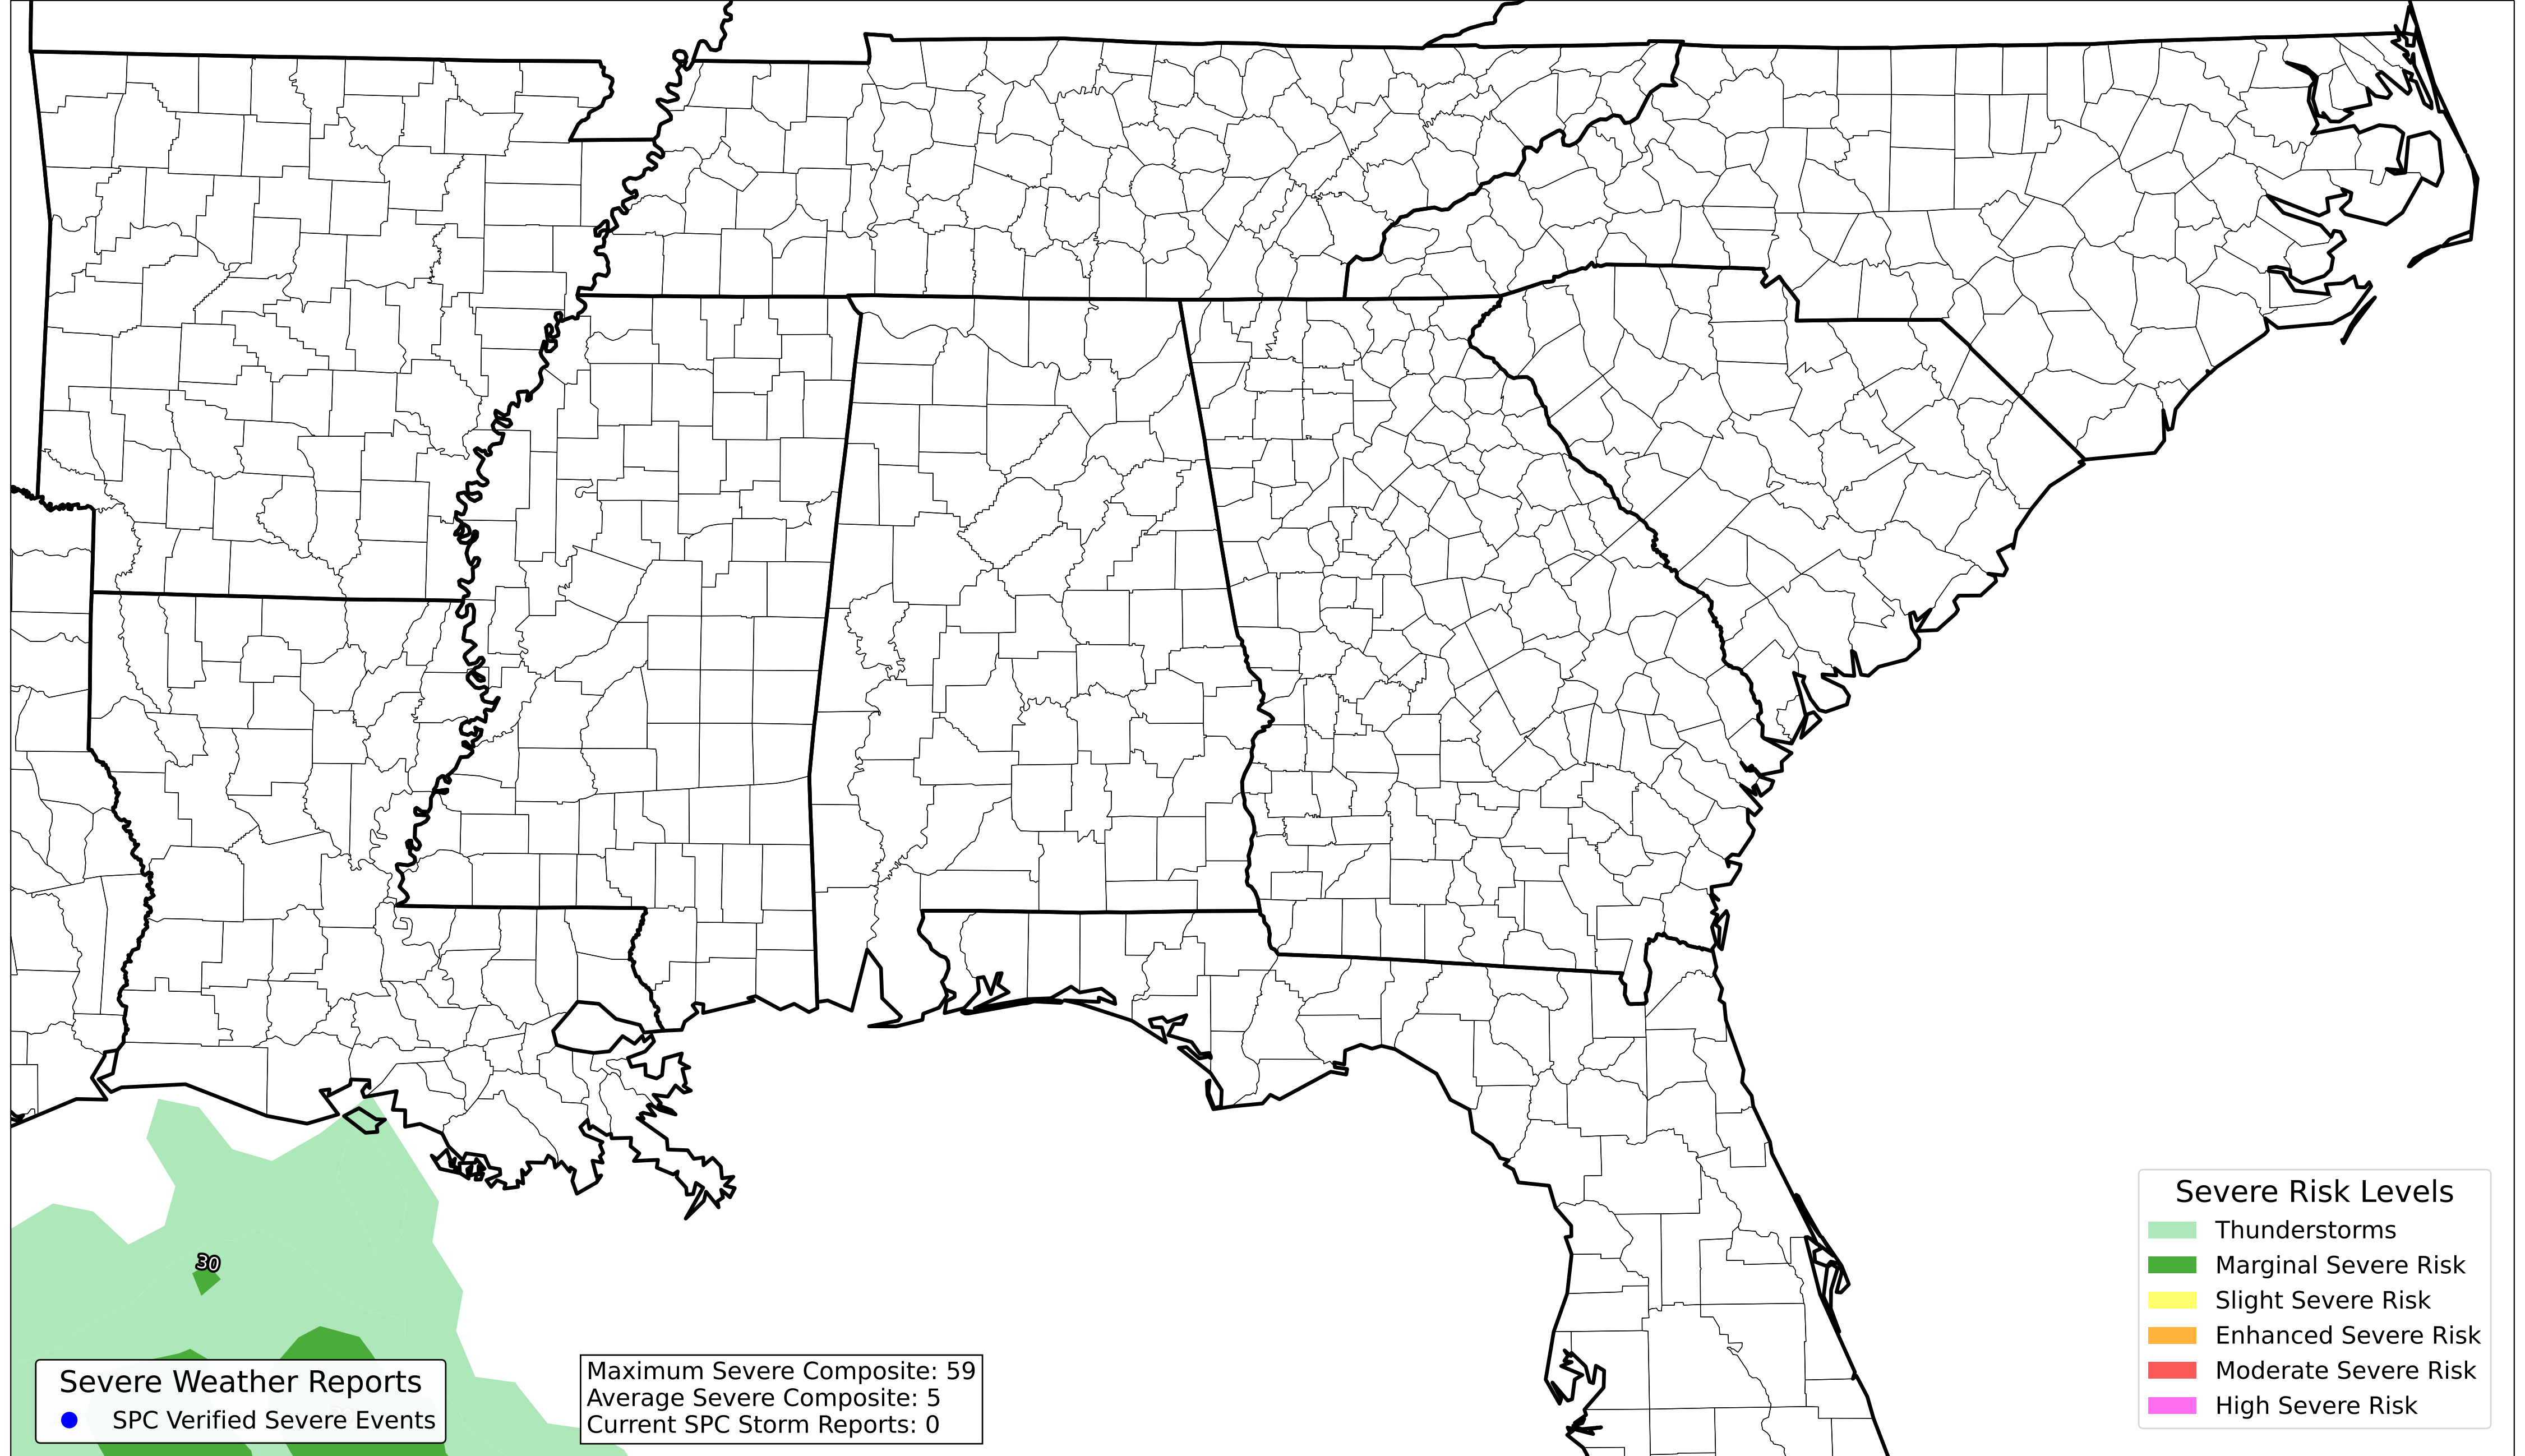 30
Severe Weather Reports
SPC Verified Severe Events
Maximum Severe Composite: 59
Average Severe Composite: 5
Current SPC Storm Reports: 0
Severe Risk Levels
Thunderstorms
Marginal Severe Risk
Slight Severe Risk
Enhanced Severe Risk
Moderate Severe Risk
High Severe Risk